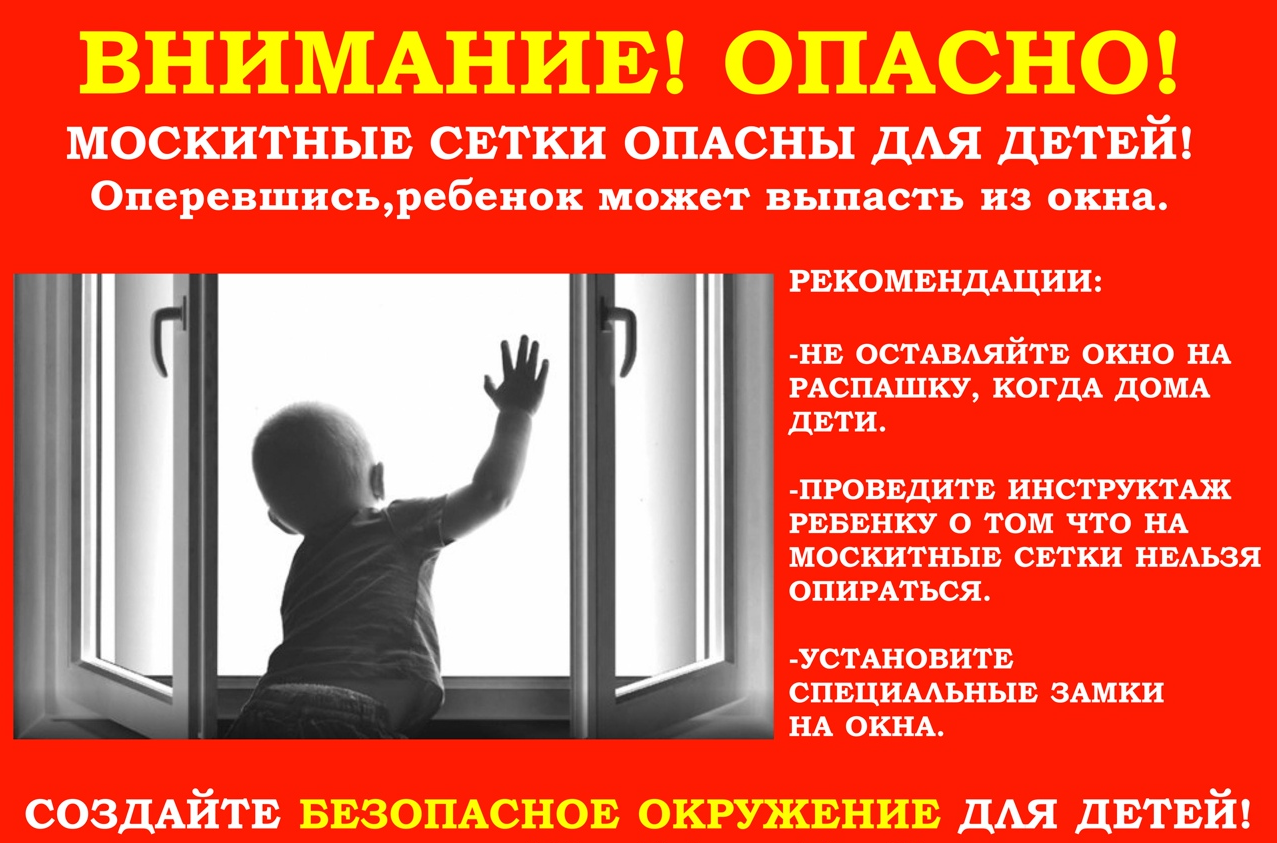 ВНИМАНИЕ! ОПАСНО!
МОСКИТНЫЕ СЕТКИ ОПАСНЫ ДЛЯ ДЕТЕЙ!
Оперевшись,ребенок может выпасть из окна.
РЕКОМЕНДАЦИИ:
-НЕ ОСТАВЛЯЙТЕ ОКНО НА
РАСПАШКУ, КОГДА ДОМА
ДЕТИ.
-ПРОВЕДИТЕ ИНСТРУКТАЖ
РЕБЕНКУ О ТОМ ЧТО НА
МОСКИТНЫЕ СЕТКИ НЕЛЬЗЯ
ОПИРАТЬСЯ.
-УСТАНОВИТЕ
СПЕЦИАЛЬНЫЕ ЗАМКИ
НА ОКНА.
СОЗДАЙТЕ БЕЗОПАСНОЕ ОКРУЖЕНИЕ ДЛЯ ДЕТЕЙ!